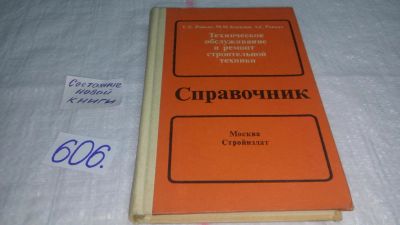 Состояние
новой
книги
606.
Техническое
обслуживание
и ремонт
строительной
техники
Справочник
Москва
Стройиздат